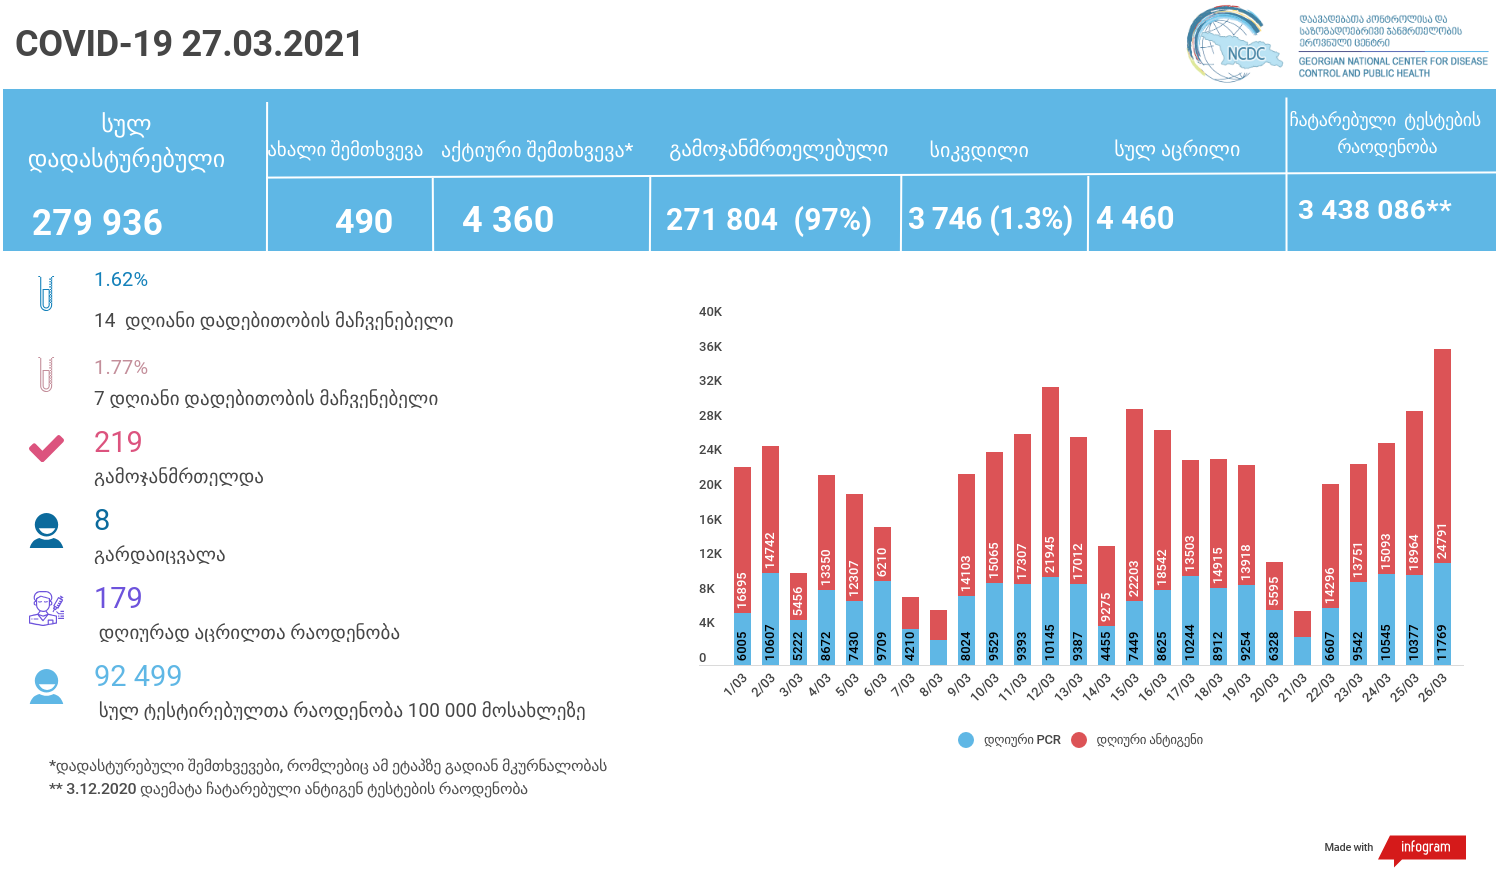 COVID-19 27.03.2021
დაავადებათა კონტროლისა და
საზოგადოებრივი ჯანმრთელობის
ეროვნული ცენტრი
NCDC
GEORGIAN NATIONAL CENTER FOR DISEASE
CONTROL AND PUBLIC HEALTH
სულ
დადასტურებული
279 936
ახალი შემთხვევა
490
აქტიური შემთხვევა*
4 360
გამოჯანმრთელებული
271 804 (97%)
სიკვდილი
3 746 (1.3%)
სულ აცრილი
4 460
ჩატარებული ტესტების
რაოდენობა
3 438 086**
1.62%
14 დღიანი დადებითობის მაჩვენებელი
1.77%
7 დღიანი დადებითობის მაჩვენებელი
219
გამოჯანმრთელდა
8
გარდაიცვალა
179
დღიურად აცრილთა რაოდენობა
92 499
სულ ტესტირებულთა რაოდენობა 100 000 მოსახლეზე
*დადასტურებული შემთხვევები, რომლებიც ამ ეტაპზე გადიან მკურნალობას
** 3.12.2020 დაემატა ჩატარებული ანტიგენ ტესტების რაოდენობა
40K
36K
32K
28K
24K
20K
16K
12K
8K
4K
0
16895 14742 5456 13350 12307 6210 14103 15065 17307 21945 17012 9275 22203 18542 13503 14915 13918 5595 14296 13751 15093 18964 24791
6005 10607 5222 8672 7430 9709 4210 8024 9529 9393 10145 9387 4455 7449 8625 10244 8912 9254 6328 6607 9542 10545 10377 11769
1/03 2/03 3/03 4/03 5/03 6/03 7/03 8/03 9/03 10/03 11/03 12/03 13/03 14/03 15/03 16/03 17/03 18/03 19/03 20/03 21/03 22/03 23/03 24/03 25/03 26/03
დღიური PCR დღიური ანტიგენი
Made with infogram